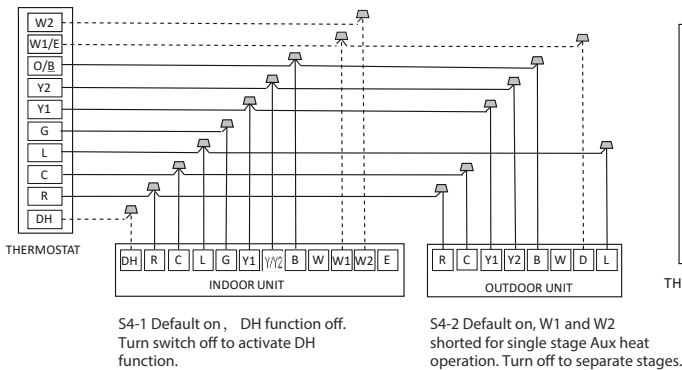 W2
W1/E
O/B
Y2
Y1
G
L
C
R
DH
THERMOSTAT
DH R C L G Y1 Y/Y2 B W W1 W2 E
INDOOR UNIT
R C Y1 Y2 B W D L
OUTDOOR UNIT
TH
S4-1 Default on， DH function off.
Turn switch off to activate DH
function.
S4-2 Default on, W1 and W2
shorted for single stage Aux heat
operation. Turn off to separate stages.